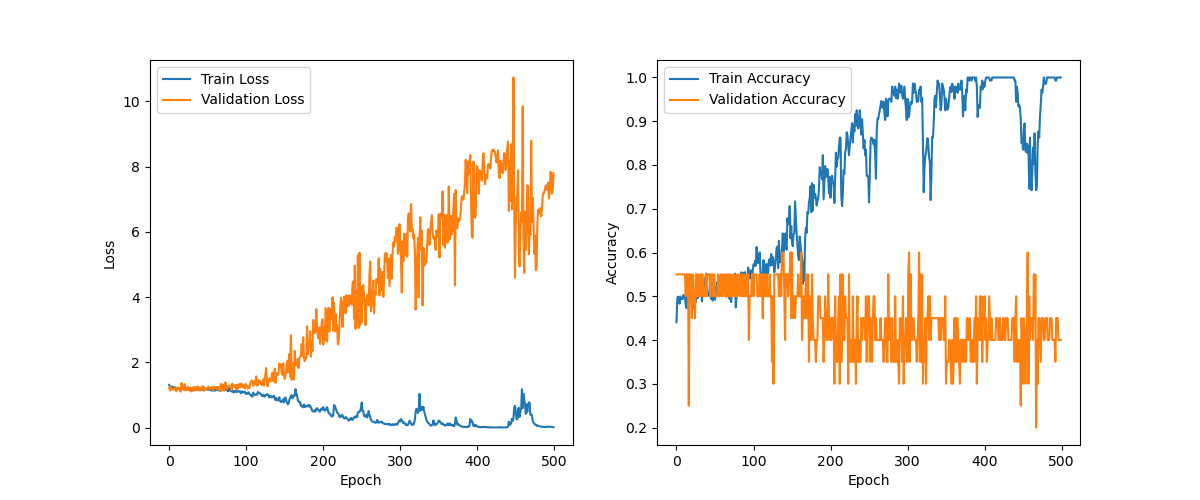 Train Loss
Validation Loss
Loss
10
8
6
4
2
0
0 100 200 300 400 500
Epoch
Train Accuracy
Validation Accuracy
Accuracy
1.0
0.9
0.8
0.7
0.6
0.5
0.4
0.3
0.2
0 100 200 300 400 500
Epoch